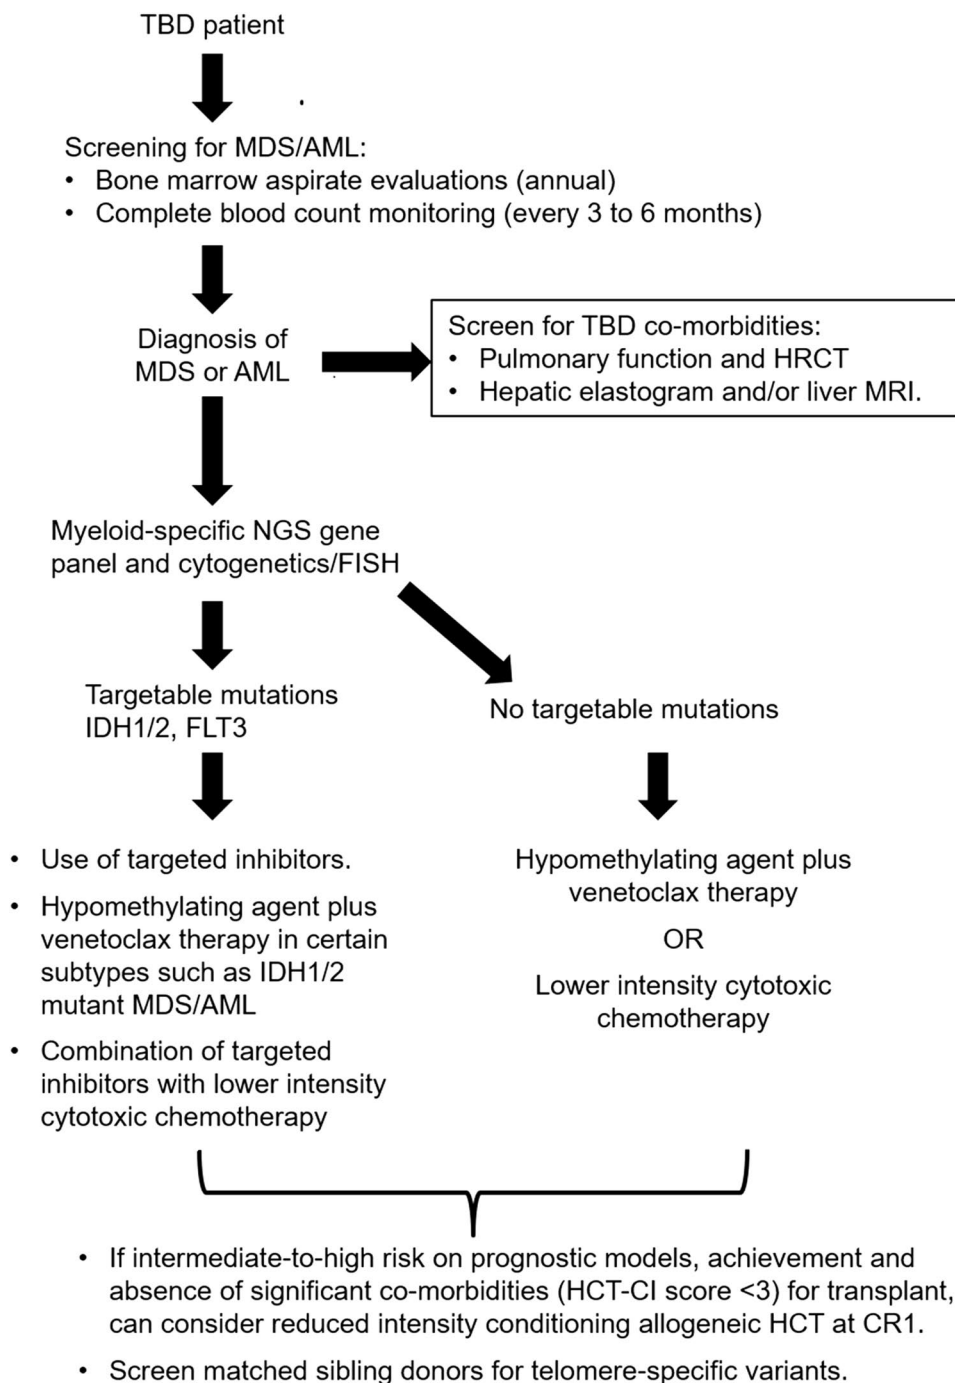 TBD patient
Screening for MDS/AML:
• Bone marrow aspirate evaluations (annual)
• Complete blood count monitoring (every 3 to 6 months)
Diagnosis of
MDS or AML
Screen for TBD co-morbidities:
• Pulmonary function and HRCT
• Hepatic elastogram and/or liver MRI.
Myeloid-specific NGS gene
panel and cytogenetics/FISH
Targetable mutations
IDH1/2, FLT3
No targetable mutations
• Use of targeted inhibitors.
• Hypomethylating agent plus
venetoclax therapy in certain
subtypes such as IDH1/2
mutant MDS/AML
• Combination of targeted
inhibitors with lower intensity
cytotoxic chemotherapy
Hypomethylating agent plus
venetoclax therapy
OR
Lower intensity cytotoxic
chemotherapy
• If intermediate-to-high risk on prognostic models, achievement and
absence of significant co-morbidities (HCT-CI score <3) for transplant,
can consider reduced intensity conditioning allogeneic HCT at CR1.
• Screen matched sibling donors for telomere-specific variants.